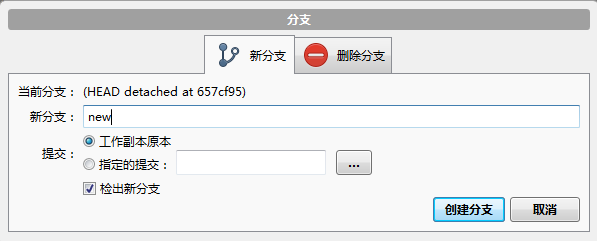 分支
新分支 删除分支
当前分支： (HEAD detached at 657cf95)
新分支： new
提交： 工作副本原本
指定的提交： ...
检出新分支
创建分支 取消